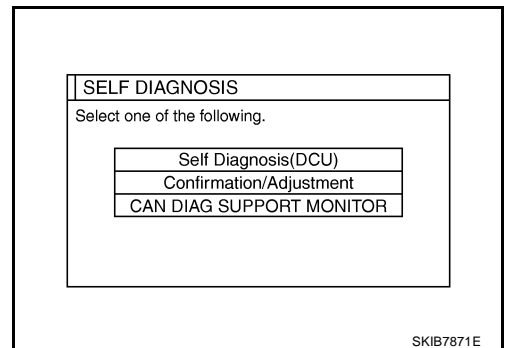 SELF DIAGNOSIS
Select one of the following.
Self Diagnosis(DCU)
Confirmation/Adjustment
CAN DIAG SUPPORT MONITOR
SKIB7871E